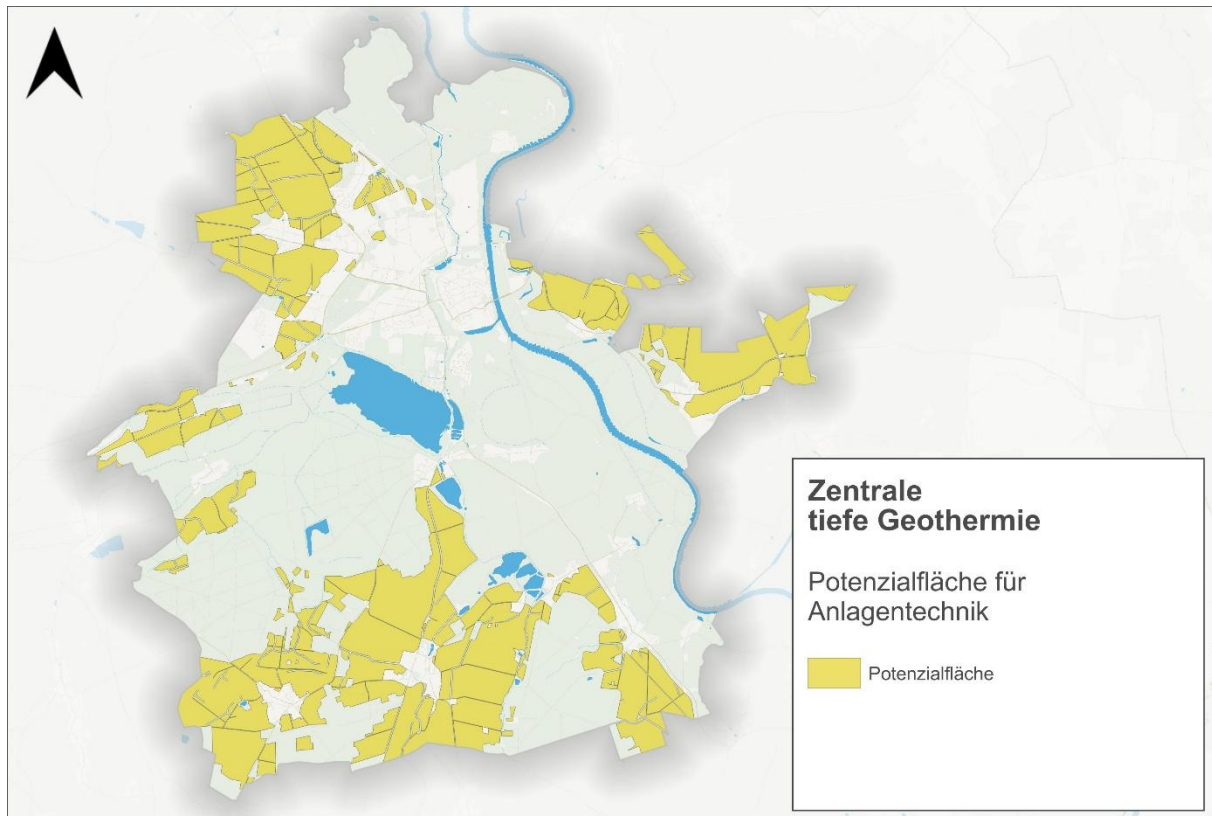 Zentrale
tiefe Geothermie
Potenzialfläche für
Anlagentechnik
Potenzialfläche